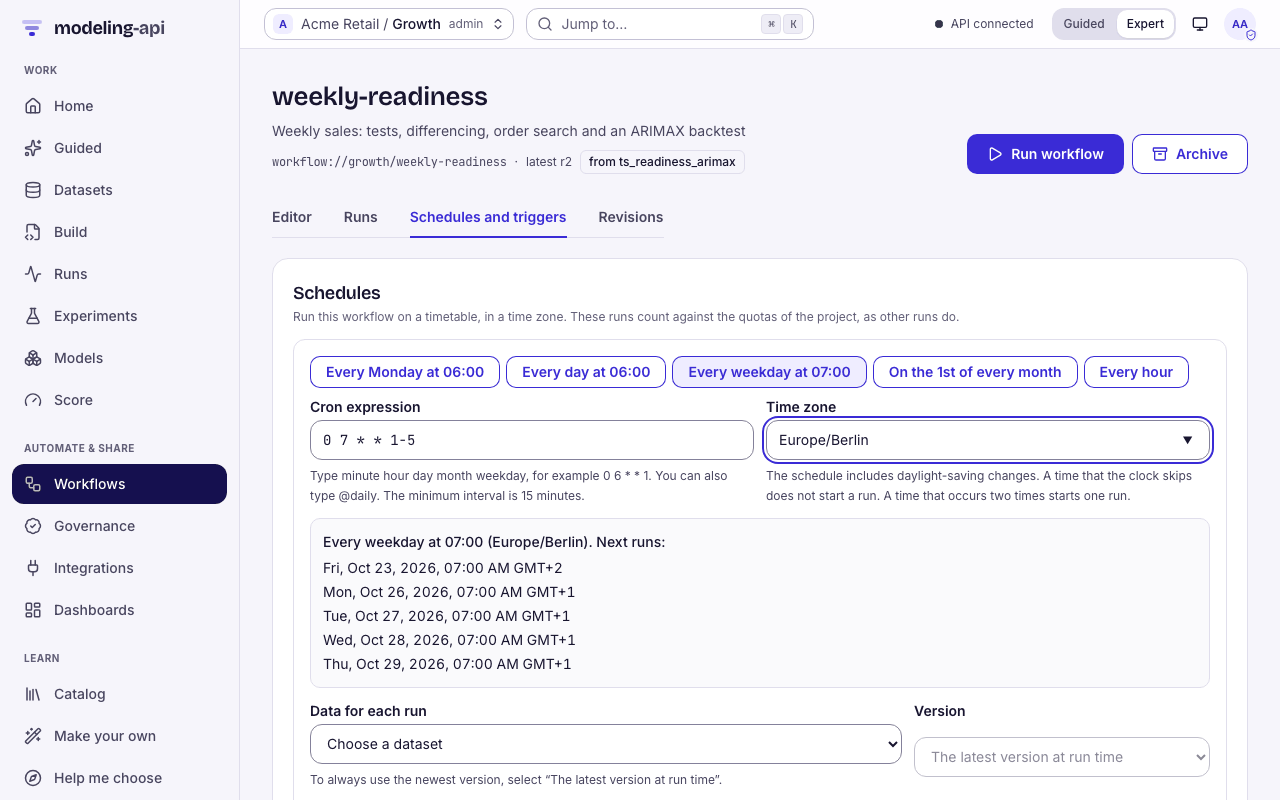 modeling-api
Acme Retail / Growth admin
Jump to...
⌘ K
API connected
Guided
Expert
AA
WORK
Home
Guided
Datasets
Build
Runs
Experiments
Models
Score
AUTOMATE & SHARE
Workflows
Governance
Integrations
Dashboards
LEARN
Catalog
Make your own
Help me choose
weekly-readiness
Weekly sales: tests, differencing, order search and an ARIMAX backtest
workflow://growth/weekly-readiness · latest r2 from ts_readiness_arimax
Run workflow
Archive
Editor
Runs
Schedules and triggers
Revisions
Schedules
Run this workflow on a timetable, in a time zone. These runs count against the quotas of the project, as other runs do.
Every Monday at 06:00
Every day at 06:00
Every weekday at 07:00
On the 1st of every month
Every hour
Cron expression
0 7 * * 1-5
Type minute hour day month weekday, for example 0 6 * * 1. You can also
type @daily. The minimum interval is 15 minutes.
Time zone
Europe/Berlin
The schedule includes daylight-saving changes. A time that the clock skips
does not start a run. A time that occurs two times starts one run.
Every weekday at 07:00 (Europe/Berlin). Next runs:
Fri, Oct 23, 2026, 07:00 AM GMT+2
Mon, Oct 26, 2026, 07:00 AM GMT+1
Tue, Oct 27, 2026, 07:00 AM GMT+1
Wed, Oct 28, 2026, 07:00 AM GMT+1
Thu, Oct 29, 2026, 07:00 AM GMT+1
Data for each run
Choose a dataset
To always use the newest version, select “The latest version at run time”.
Version
The latest version at run time